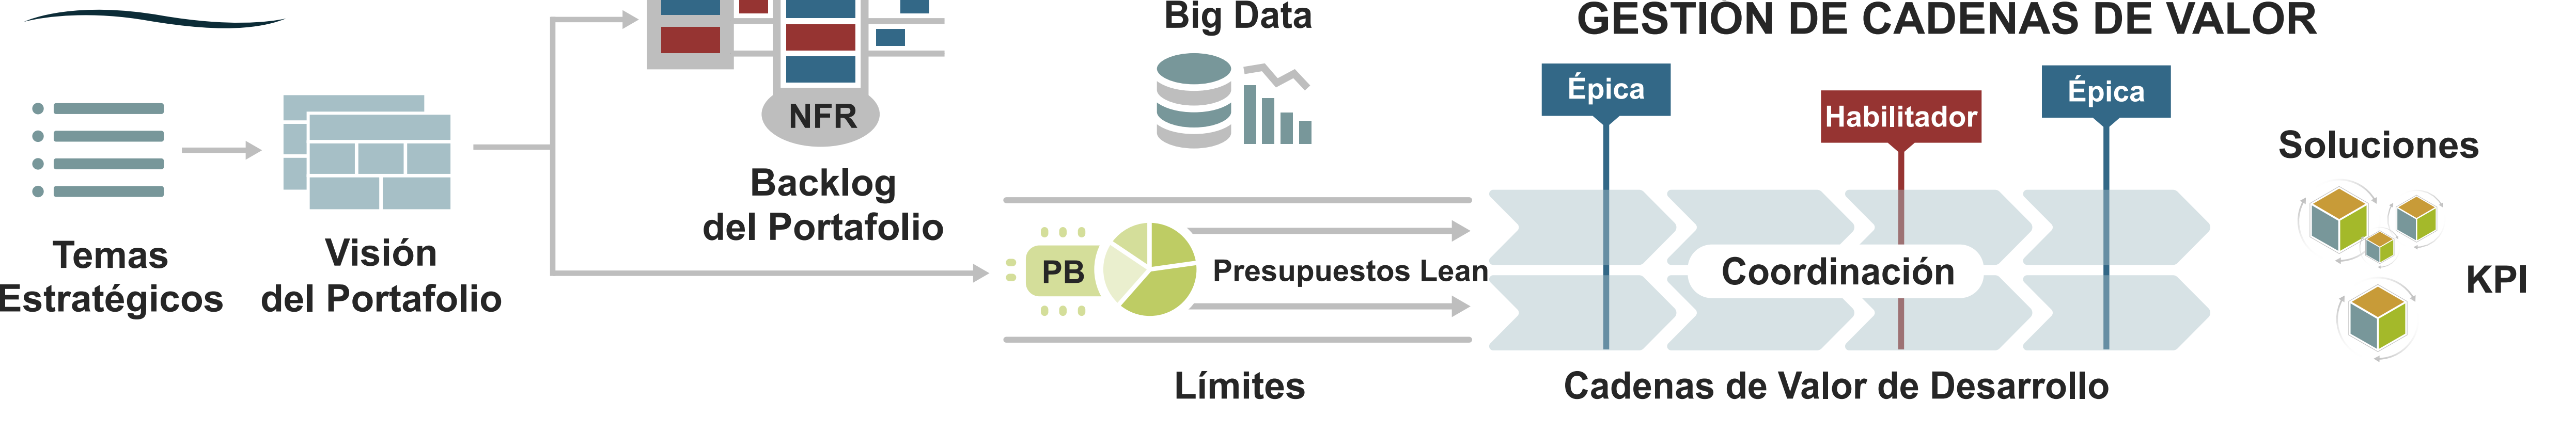 Big Data
GESTIÓN DE CADENAS DE VALOR
Épica
Épica
Habilitador
NFR
Soluciones
Backlog
del Portafolio
Temas
Estratégicos
Visión
del Portafolio
PB
Presupuestos Lean
Coordinación
KPI
Límites
Cadenas de Valor de Desarrollo